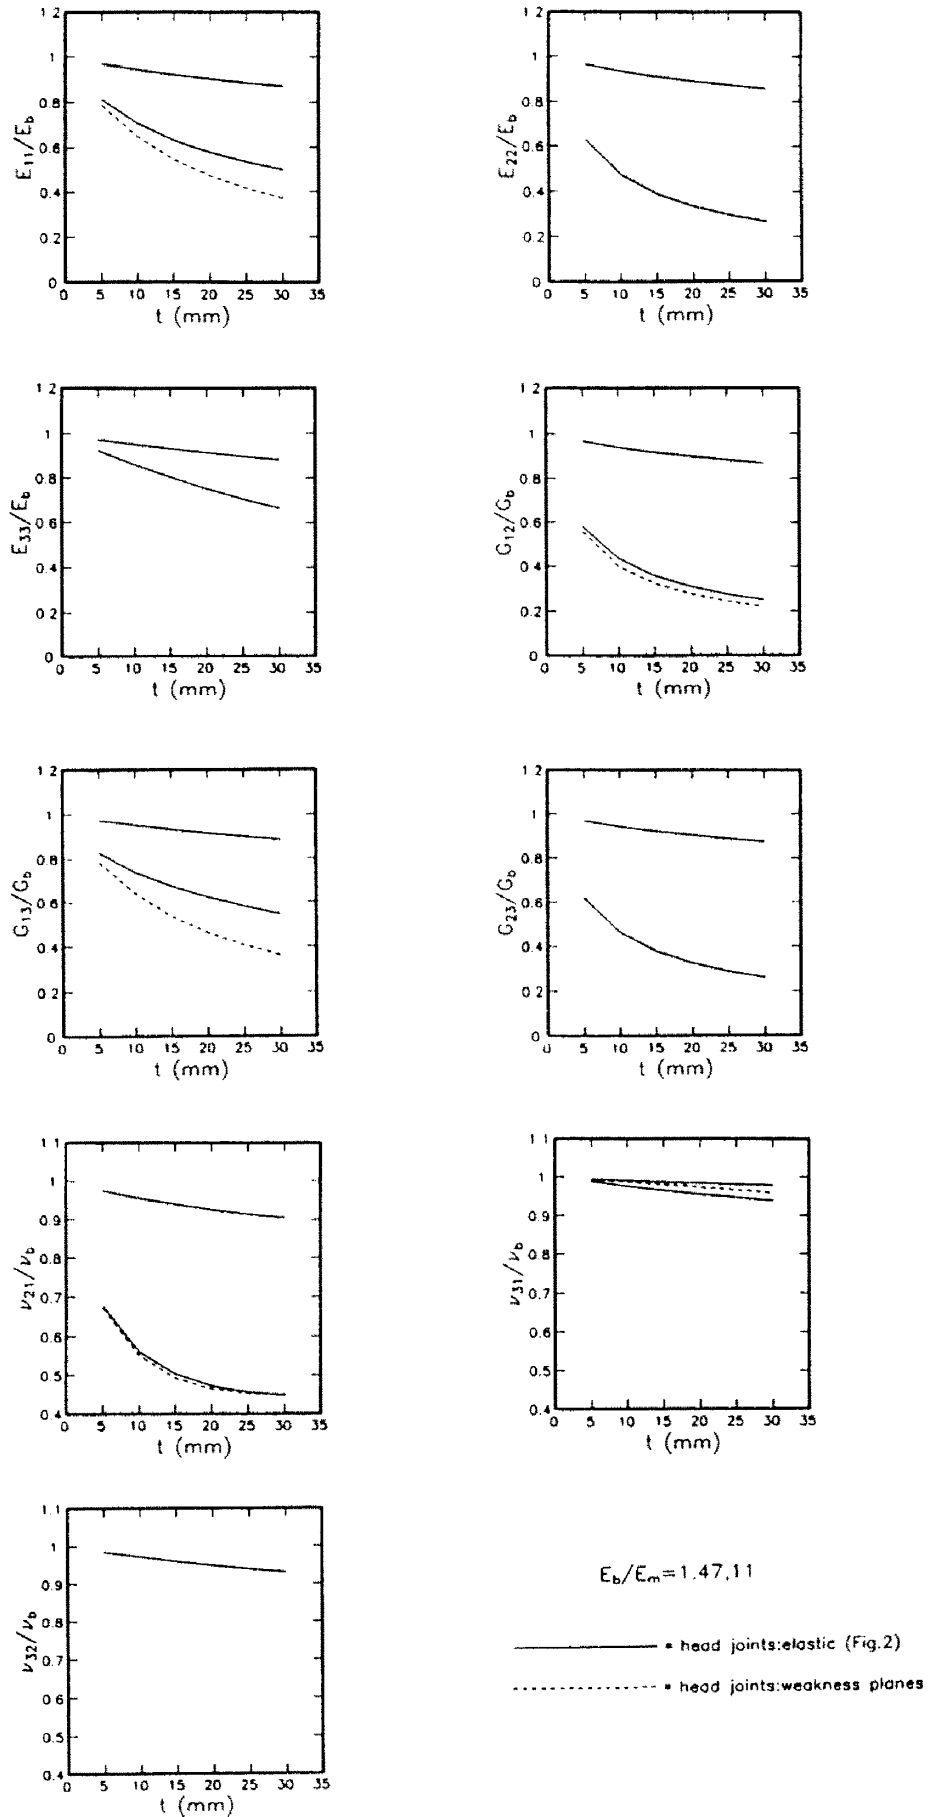 1.2 1.2
1 1
0.8 0.8
E11/Eb E22/Eb
0.6 0.6
0.4 0.4
0.2 0.2
0 0
0 5 10 15 20 25 30 35 0 5 10 15 20 25 30 35
t (mm) t (mm)
1.2 1.2
1 1
0.8 0.8
E33/Eb G12/Gb
0.6 0.6
0.4 0.4
0.2 0.2
0 0
0 5 10 15 20 25 30 35 0 5 10 15 20 25 30 35
t (mm) t (mm)
1.2 1.2
1 1
0.8 0.8
G13/Gb G23/Gb
0.6 0.6
0.4 0.4
0.2 0.2
0 0
0 5 10 15 20 25 30 35 0 5 10 15 20 25 30 35
t (mm) t (mm)
1.1 1.1
1 1
0.9 0.9
0.8 0.8
ν21/νb ν31/νb
0.7 0.7
0.6 0.6
0.5 0.5
0.4 0.4
0 5 10 15 20 25 30 35 0 5 10 15 20 25 30 35
t (mm) t (mm)
1.1
1
0.9
0.8
ν32/νb
0.7
0.6
0.5
0.4
0 5 10 15 20 25 30 35
t (mm)
Eb/Em=1.47,11
* head joints:elastic (Fig.2)
* head joints:weakness planes